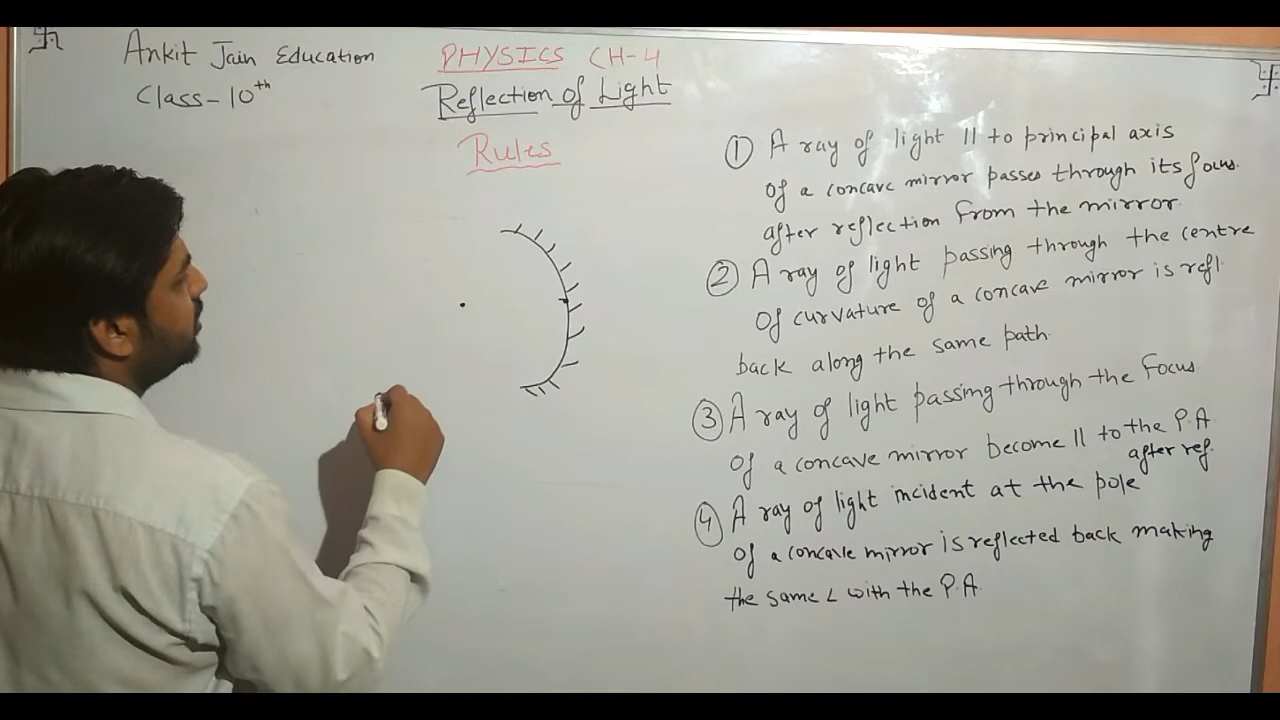 Ankit Jain Education
Class-10th
PHYSICS CH-4
Reflection of Light
Rules
① A ray of light || to principal axis
of a concave mirror passes through its focus.
after reflection from the mirror.
② A ray of light passing through the centre
of curvature of a concave mirror is refl.
back along the same path.
③ A ray of light passing through the focus
of a concave mirror become || to the P.A
after ref.
④ A ray of light incident at the pole
of a concave mirror is reflected back making
the same ∠ with the P.A.